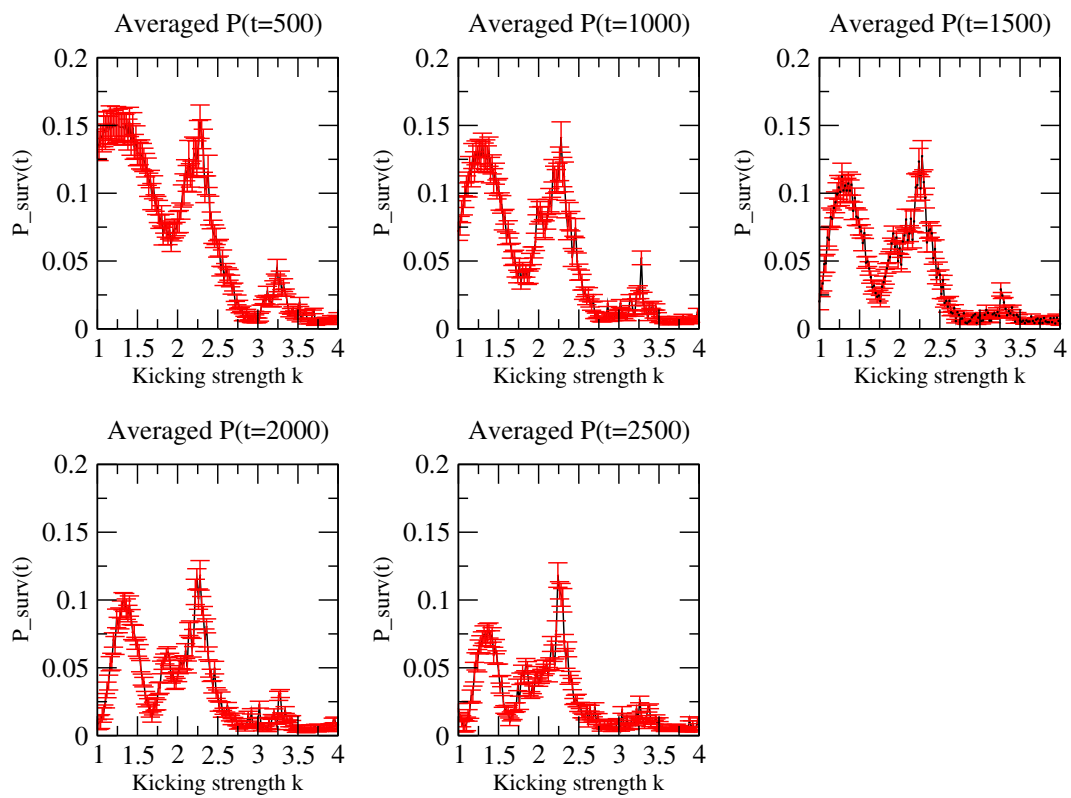 Averaged P(t=500)
0.2
0.15
0.1
0.05
0
P_surv(t)
1 1.5 2 2.5 3 3.5 4
Kicking strength k
Averaged P(t=1000)
0.2
0.15
0.1
0.05
0
P_surv(t)
1 1.5 2 2.5 3 3.5 4
Kicking strength k
Averaged P(t=1500)
0.2
0.15
0.1
0.05
0
P_surv(t)
1 1.5 2 2.5 3 3.5 4
Kicking strength k
Averaged P(t=2000)
0.2
0.15
0.1
0.05
0
P_surv(t)
1 1.5 2 2.5 3 3.5 4
Kicking strength k
Averaged P(t=2500)
0.2
0.15
0.1
0.05
0
P_surv(t)
1 1.5 2 2.5 3 3.5 4
Kicking strength k